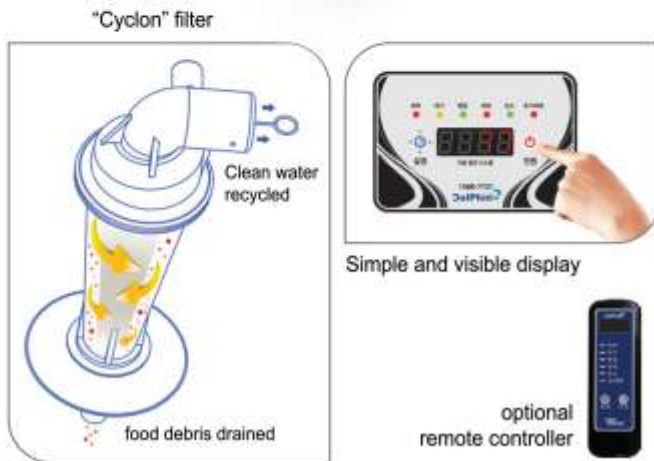 "Cyclon" filter
Clean water
recycled
food debris drained
Simple and visible display
optional
remote controller